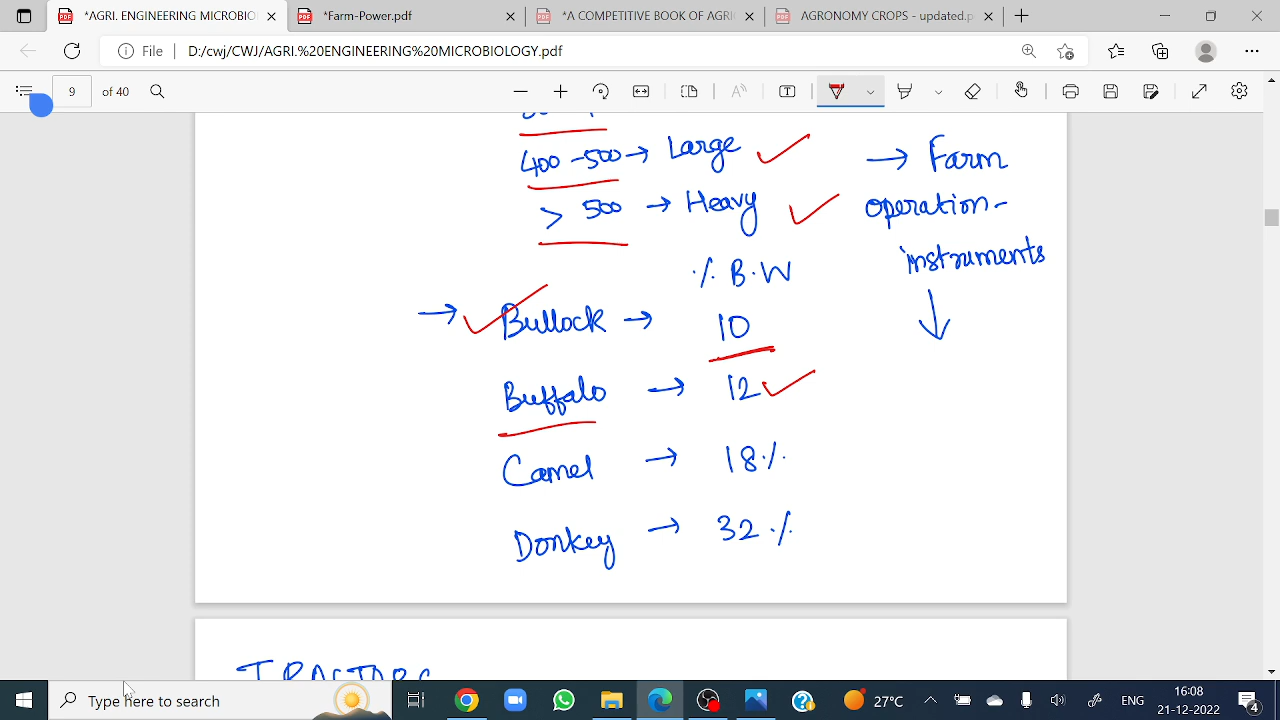 *AGRI. ENGINEERING MICROBIO
*Farm-Power.pdf
*A COMPETITIVE BOOK OF AGRI
AGRONOMY CROPS - updated.p
File
D:/cwj/CWJ/AGRI.%20ENGINEERING%20MICROBIOLOGY.pdf
9 of 40
400-500 → Large
> 500 → Heavy
→ Farm
operation-
instruments
% B.W
→ Bullock → 10
Buffalo → 12
Camel → 18%
Donkey → 32%
TRACTORS
Type here to search
27°C
ENG
16:08
21-12-2022
4